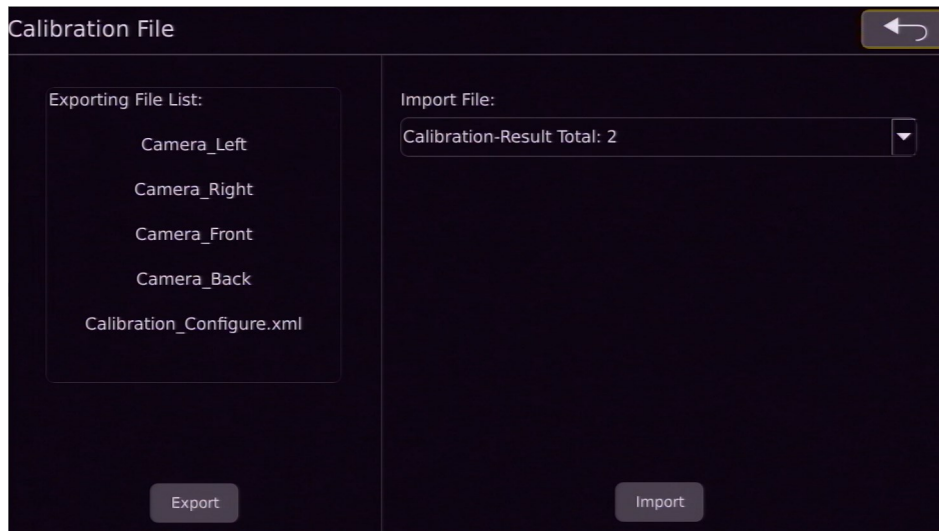 Calibration File
Exporting File List:
Camera_Left
Camera_Right
Camera_Front
Camera_Back
Calibration_Configure.xml
Export
Import File:
Calibration-Result Total: 2
Import